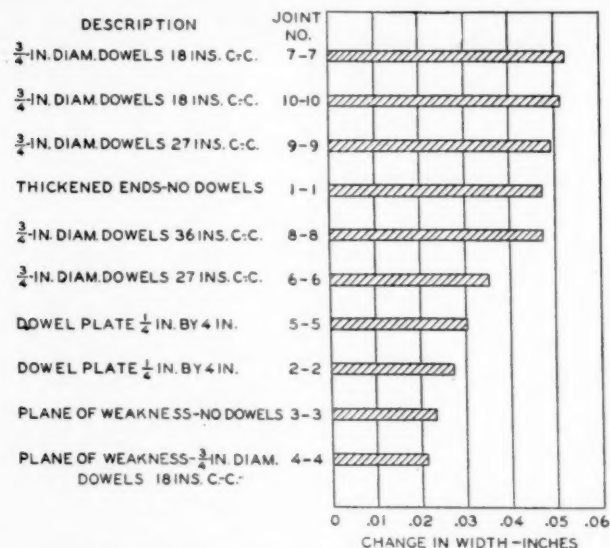 DESCRIPTION JOINT NO.
3/4-IN. DIAM. DOWELS 18 INS. C-C. 7-7
3/4-IN. DIAM. DOWELS 18 INS. C-C. 10-10
3/4-IN. DIAM. DOWELS 27 INS. C-C. 9-9
THICKENED ENDS-NO DOWELS 1-1
3/4-IN. DIAM. DOWELS 36 INS. C-C. 8-8
3/4-IN. DIAM. DOWELS 27 INS. C-C. 6-6
DOWEL PLATE 1/4 IN. BY 4 IN. 5-5
DOWEL PLATE 1/4 IN. BY 4 IN. 2-2
PLANE OF WEAKNESS-NO DOWELS 3-3
PLANE OF WEAKNESS-3/4-IN. DIAM. 4-4
DOWELS 18 INS. C-C.
0 .01 .02 .03 .04 .05 .06
CHANGE IN WIDTH-INCHES